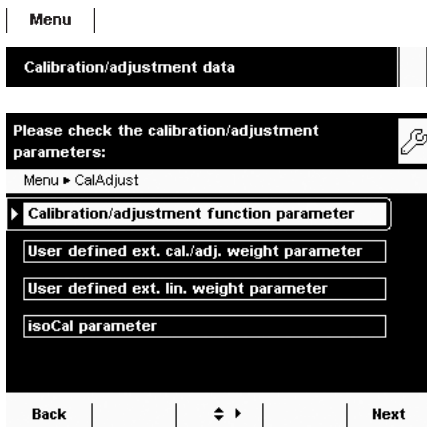 Menu
Calibration/adjustment data
Please check the calibration/adjustment
parameters:
Menu ▸ CalAdjust
Calibration/adjustment function parameter
User defined ext. cal./adj. weight parameter
User defined ext. lin. weight parameter
isoCal parameter
Back
Next